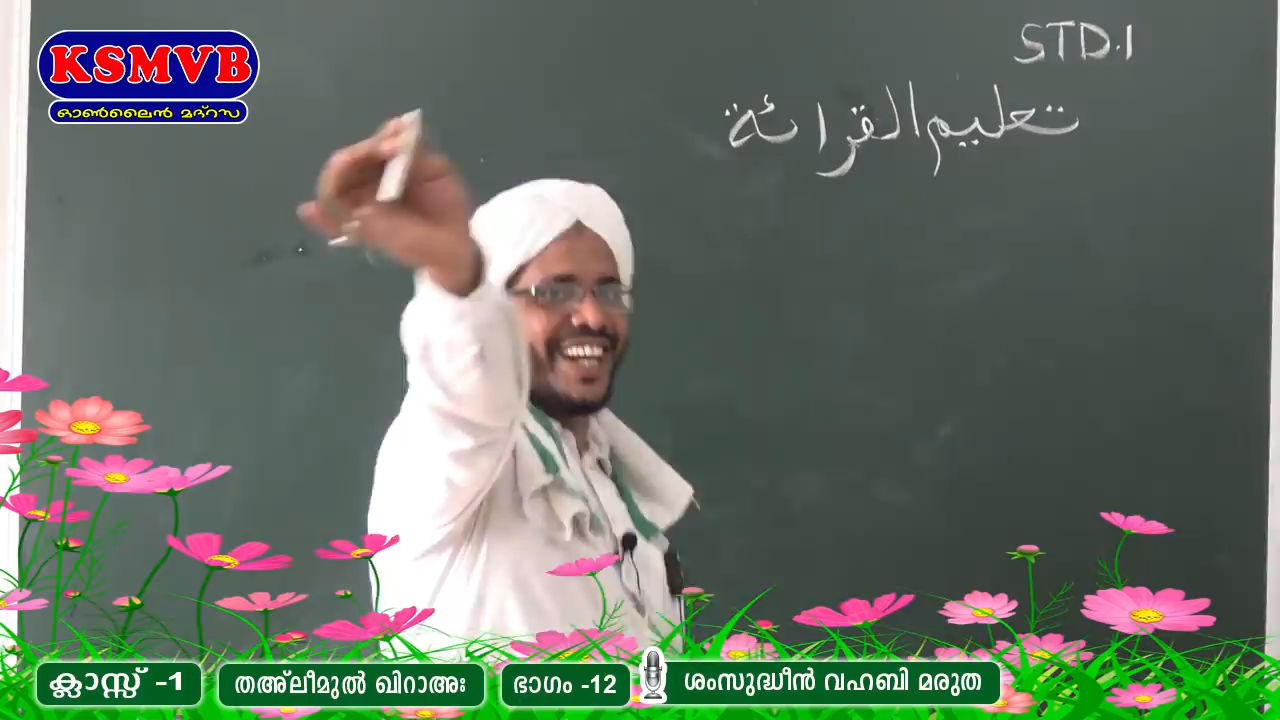 KSMVB
ഓൺലൈൻ മദ്റസ
STD.1
تعليم القرائة
ക്ലാസ്സ് -1
തഅ്ലീമുൽ ഖിറാഅഃ
ഭാഗം -12
ശംസുദ്ധീൻ വഹബി മരുത